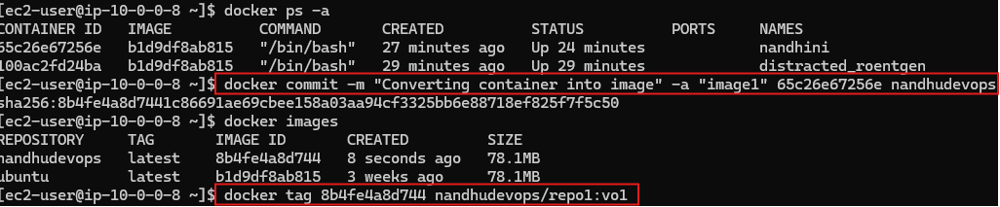 [ec2-user@ip-10-0-0-8 ~]$ docker ps -a
CONTAINER ID   IMAGE          COMMAND       CREATED          STATUS          PORTS     NAMES
65c26e67256e   b1d9df8ab815   "/bin/bash"   27 minutes ago   Up 24 minutes             nandhini
100ac2fd24ba   b1d9df8ab815   "/bin/bash"   29 minutes ago   Up 29 minutes             distracted_roentgen
[ec2-user@ip-10-0-0-8 ~]$ docker commit -m "Converting container into image" -a "image1" 65c26e67256e nandhudevops
sha256:8b4fe4a8d7441c86691ae69cbee158a03aa94cf3325bb6e88718ef825f7f5c50
[ec2-user@ip-10-0-0-8 ~]$ docker images
REPOSITORY     TAG       IMAGE ID       CREATED         SIZE
nandhudevops   latest    8b4fe4a8d744   8 seconds ago   78.1MB
ubuntu         latest    b1d9df8ab815   3 weeks ago     78.1MB
[ec2-user@ip-10-0-0-8 ~]$ docker tag 8b4fe4a8d744 nandhudevops/repo1:vo1